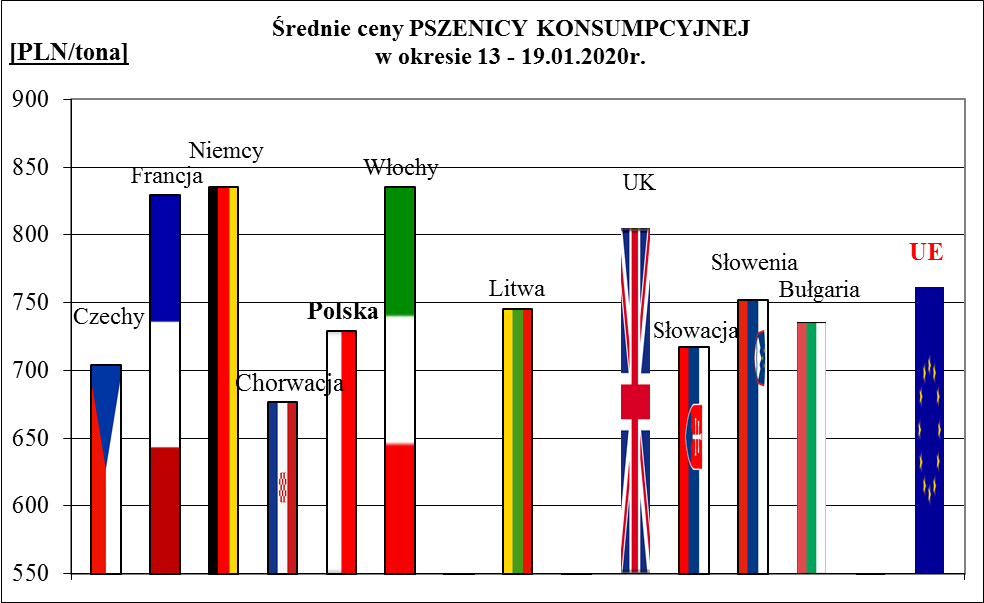 Średnie ceny PSZENICY KONSUMPCYJNEJ
w okresie 13 - 19.01.2020r.
[PLN/tona]
900
850
800
750
700
650
600
550
Czechy
Francja
Niemcy
Chorwacja
Polska
Włochy
Litwa
UK
Słowacja
Słowenia
Bułgaria
UE